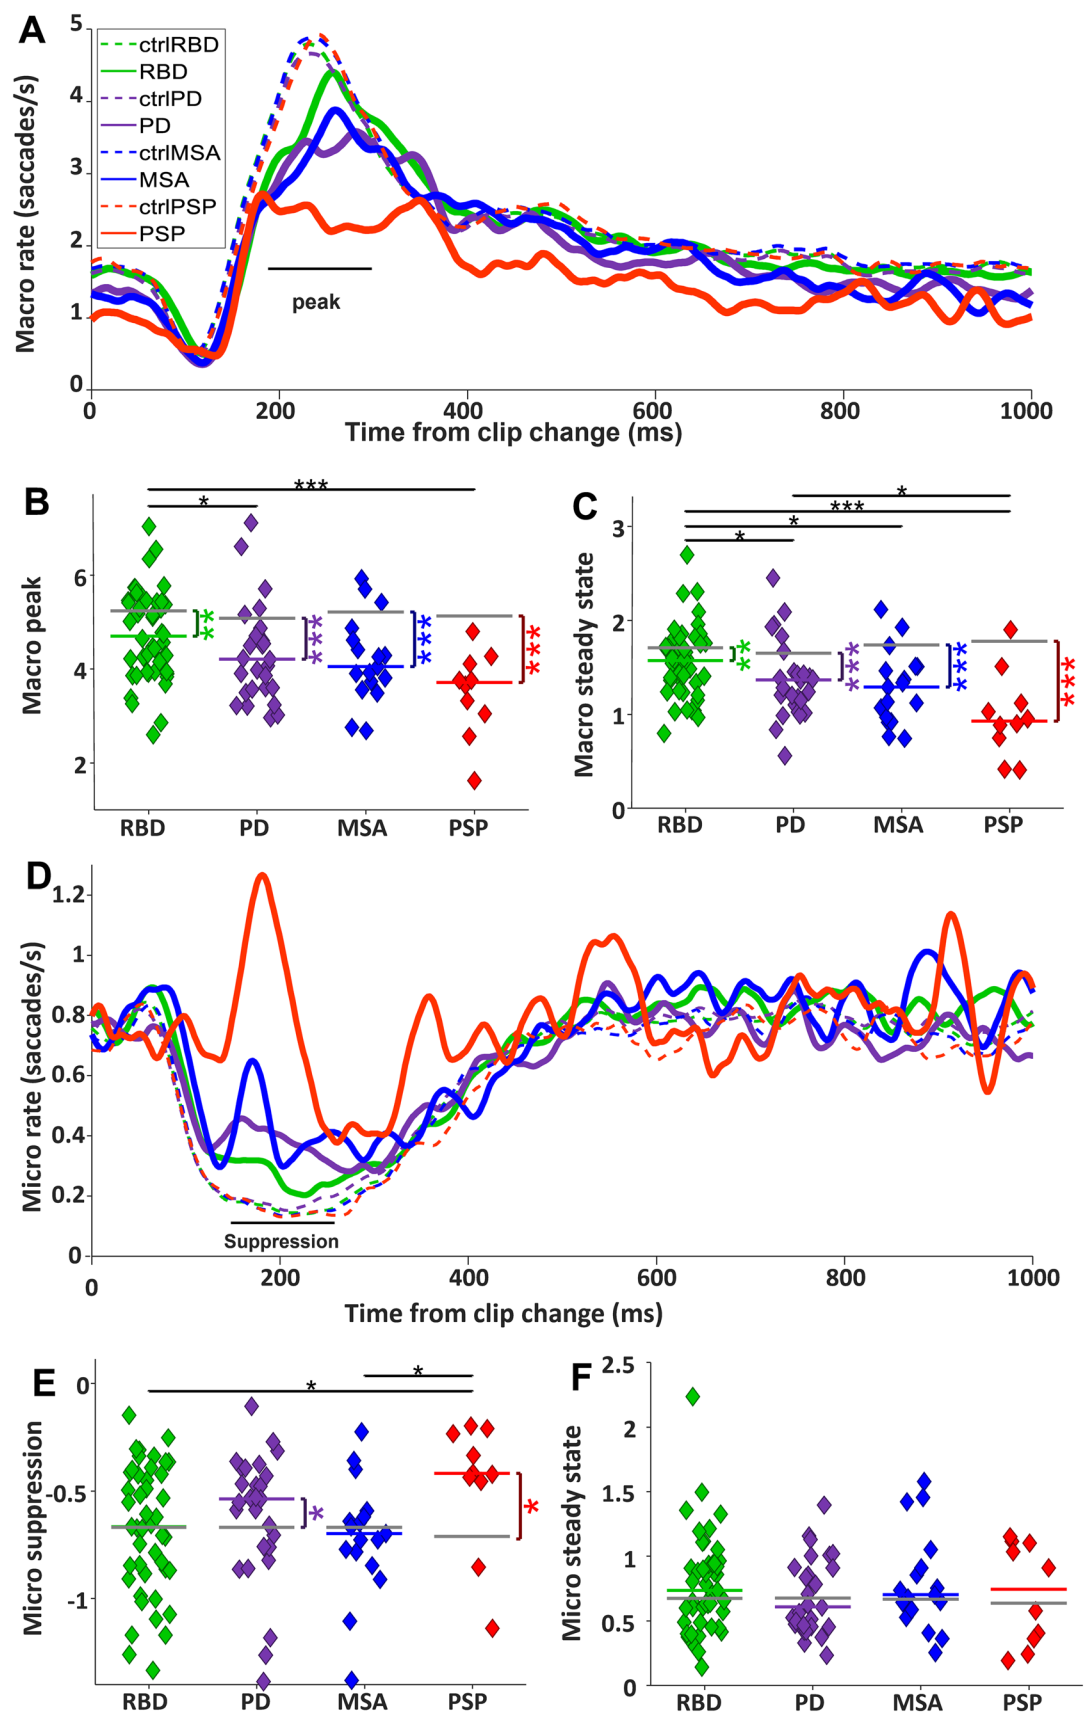 A
Macro rate (saccades/s)
5
4
3
2
1
0
ctrlRBD
RBD
ctrlPD
PD
ctrlMSA
MSA
ctrlPSP
PSP
peak
0 200 400 600 800 1000
Time from clip change (ms)
B
Macro peak
6
4
2
***
*
**
***
***
***
RBD PD MSA PSP
C
Macro steady state
3
2
1
0
*
***
*
*
**
***
***
***
RBD PD MSA PSP
D
Micro rate (saccades/s)
1.2
1
0.8
0.6
0.4
0.2
0
Suppression
0 200 400 600 800 1000
Time from clip change (ms)
E
Micro suppression
0
-0.5
-1
*
*
*
*
RBD PD MSA PSP
F
Micro steady state
2.5
2
1.5
1
0.5
0
RBD PD MSA PSP